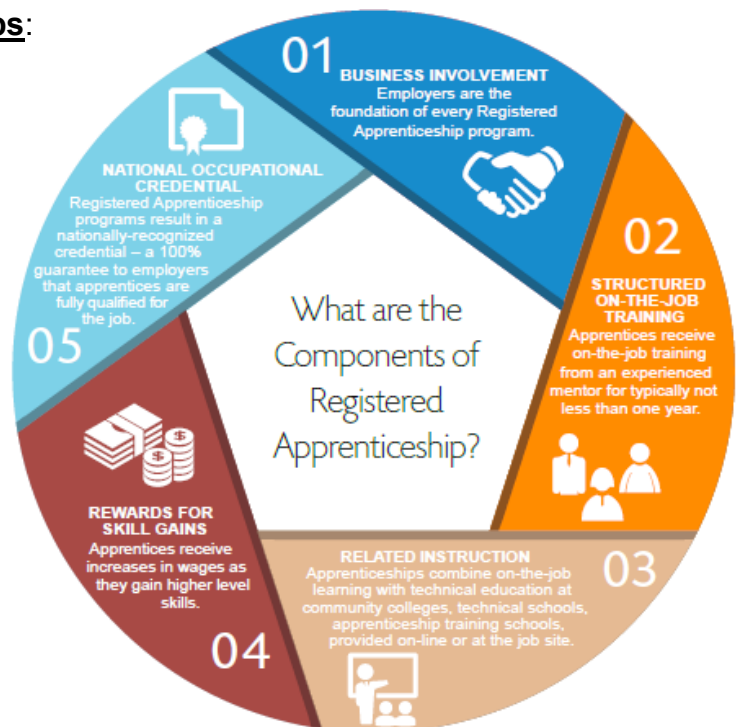 os:
01
BUSINESS INVOLVEMENT
Employers are the
foundation of every Registered
Apprenticeship program.
02
STRUCTURED
ON-THE-JOB
TRAINING
Apprentices receive
on-the-job training
from an experienced
mentor for typically not
less than one year.
RELATED INSTRUCTION
03
Apprenticeships combine on-the-job
learning with technical education at
community colleges, technical schools,
apprenticeship training schools,
provided on-line or at the job site.
REWARDS FOR
SKILL GAINS
Apprentices receive
increases in wages as
they gain higher level
skills.
04
NATIONAL OCCUPATIONAL
CREDENTIAL
Registered Apprenticeship
programs result in a
nationally-recognized
credential – a 100%
guarantee to employers
that apprentices are
fully qualified for
the job.
05
What are the
Components of
Registered
Apprenticeship?